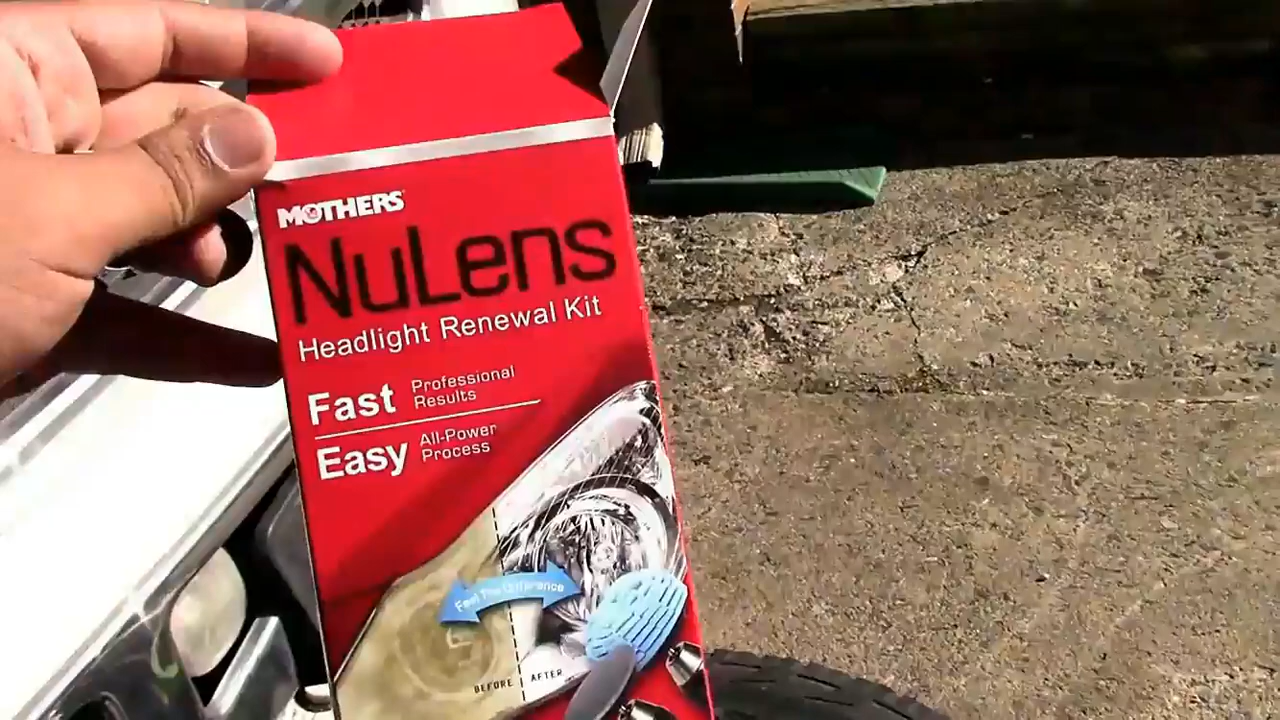 MOTHERS
NuLens
Headlight Renewal Kit
Fast
Professional
Results
Easy
All-Power
Process
Feel The Difference
BEFORE
AFTER